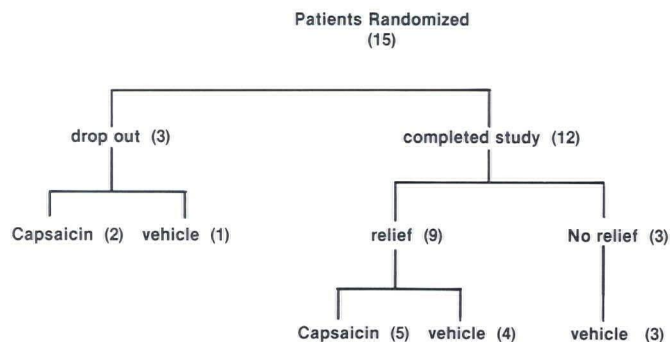 Patients Randomized
(15)
drop out (3)
completed study (12)
Capsaicin (2) vehicle (1)
relief (9)
No relief (3)
Capsaicin (5) vehicle (4)
vehicle (3)